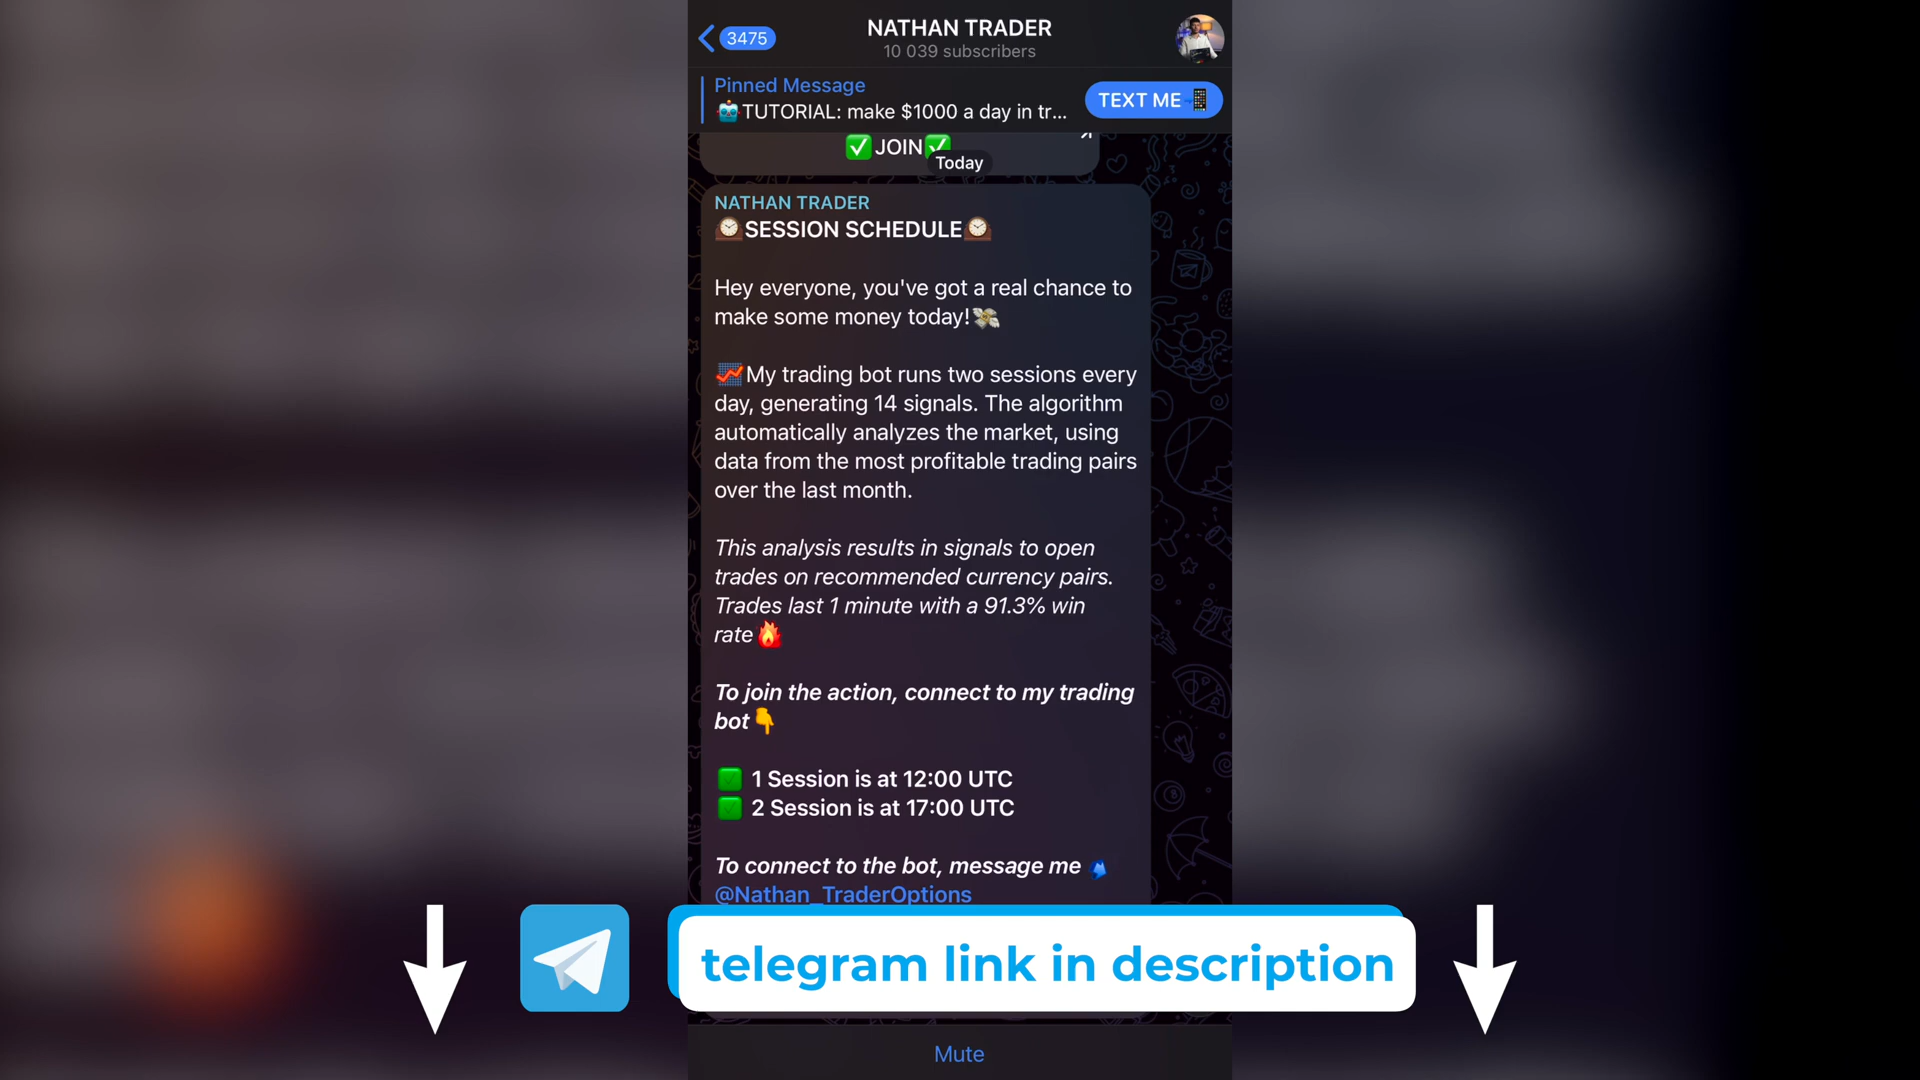 3475
NATHAN TRADER
10 039 subscribers
Pinned Message
🤖TUTORIAL: make $1000 a day in tr...
TEXT ME📱
✅JOIN✅
Today
NATHAN TRADER
🕰SESSION SCHEDULE🕰
Hey everyone, you've got a real chance to
make some money today!💸
📈My trading bot runs two sessions every
day, generating 14 signals. The algorithm
automatically analyzes the market, using
data from the most profitable trading pairs
over the last month.
This analysis results in signals to open
trades on recommended currency pairs.
Trades last 1 minute with a 91.3% win
rate🔥
To join the action, connect to my trading
bot👇
✅ 1 Session is at 12:00 UTC
✅ 2 Session is at 17:00 UTC
To connect to the bot, message me
@Nathan_TraderOptions
telegram link in description
Mute